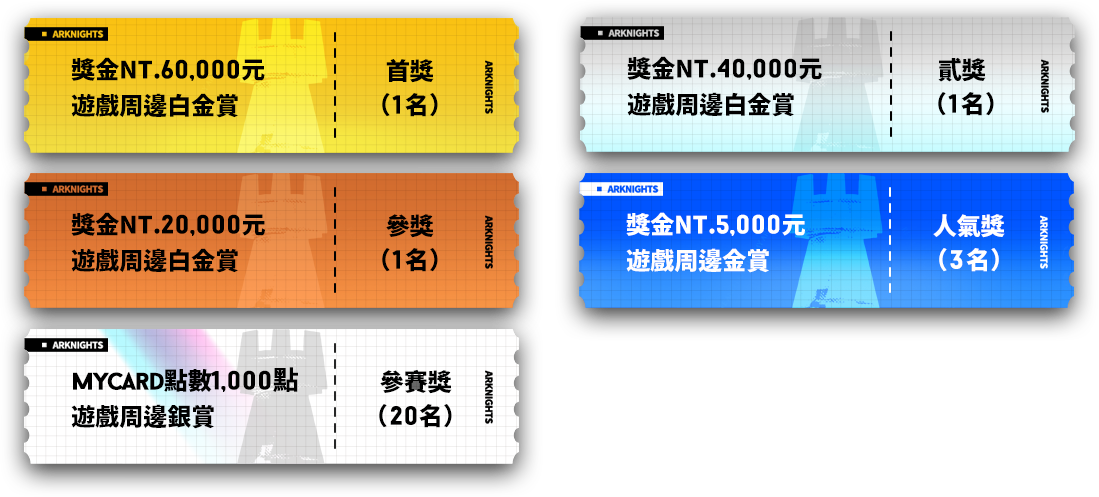 ARKNIGHTS
獎金NT.60,000元
遊戲周邊白金賞
首獎
（1名）
ARKNIGHTS
ARKNIGHTS
獎金NT.40,000元
遊戲周邊白金賞
貳獎
（1名）
ARKNIGHTS
ARKNIGHTS
獎金NT.20,000元
遊戲周邊白金賞
參獎
（1名）
ARKNIGHTS
ARKNIGHTS
獎金NT.5,000元
遊戲周邊金賞
人氣獎
（3名）
ARKNIGHTS
ARKNIGHTS
MYCARD點數1,000點
遊戲周邊銀賞
參賽獎
（20名）
ARKNIGHTS